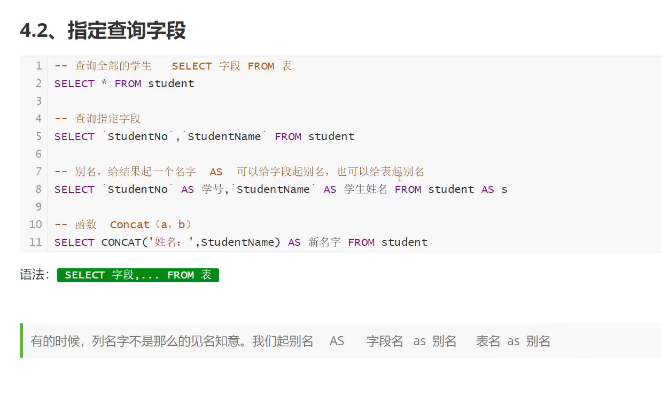 4.2、指定查询字段
1 -- 查询全部的学生 SELECT 字段 FROM 表
2 SELECT * FROM student
3
4 -- 查询指定字段
5 SELECT `StudentNo`,`StudentName` FROM student
6
7 -- 别名，给结果起一个名字 AS 可以给字段起别名，也可以给表起别名
8 SELECT `StudentNo` AS 学号,`StudentName` AS 学生姓名 FROM student AS s
9
10 -- 函数 Concat（a，b）
11 SELECT CONCAT('姓名：',StudentName) AS 新名字 FROM student
语法： SELECT 字段,... FROM 表
有的时候，列名字不是那么的见名知意。我们起别名 AS 字段名 as 别名 表名 as 别名